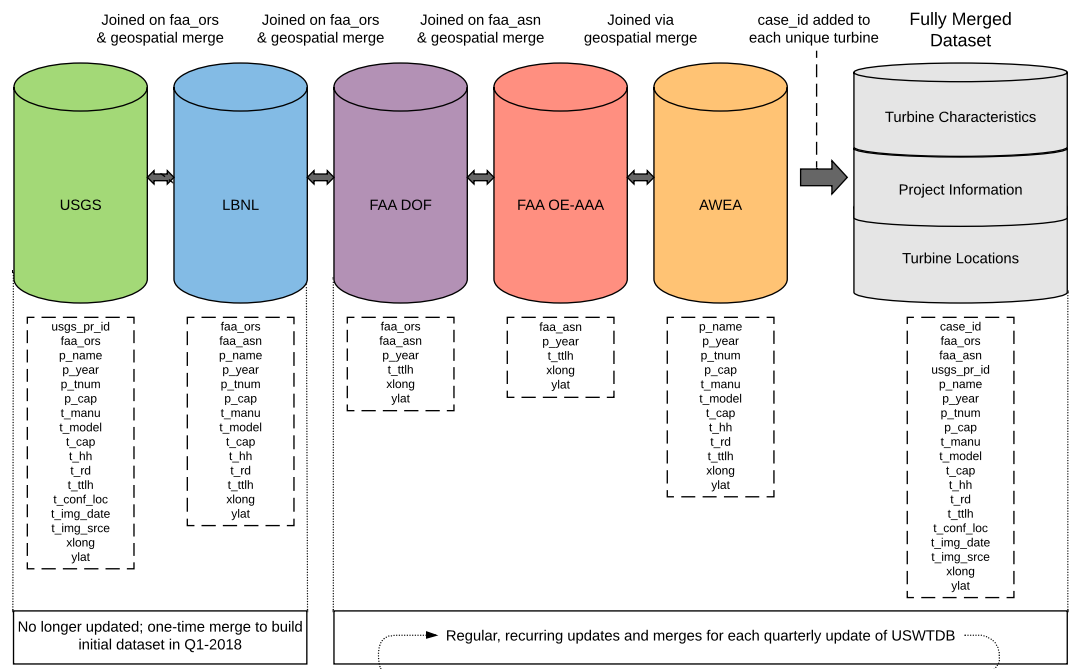 Joined on faa_ors
& geospatial merge
Joined on faa_ors
& geospatial merge
Joined on faa_asn
& geospatial merge
Joined via
geospatial merge
case_id added to
each unique turbine
Fully Merged
Dataset
USGS
LBNL
FAA DOF
FAA OE-AAA
AWEA
Turbine Characteristics
Project Information
Turbine Locations
usgs_pr_id
faa_ors
p_name
p_year
p_tnum
p_cap
t_manu
t_model
t_cap
t_hh
t_rd
t_ttlh
t_conf_loc
t_img_date
t_img_srce
xlong
ylat
faa_ors
faa_asn
p_name
p_year
p_tnum
p_cap
t_manu
t_model
t_cap
t_hh
t_rd
t_ttlh
xlong
ylat
faa_ors
faa_asn
p_year
t_ttlh
xlong
ylat
faa_asn
p_year
t_ttlh
xlong
ylat
p_name
p_year
p_tnum
p_cap
t_manu
t_model
t_cap
t_hh
t_rd
t_ttlh
xlong
ylat
case_id
faa_ors
faa_asn
usgs_pr_id
p_name
p_year
p_tnum
p_cap
t_manu
t_model
t_cap
t_hh
t_rd
t_ttlh
t_conf_loc
t_img_date
t_img_srce
xlong
ylat
No longer updated; one-time merge to build
initial dataset in Q1-2018
Regular, recurring updates and merges for each quarterly update of USWTDB